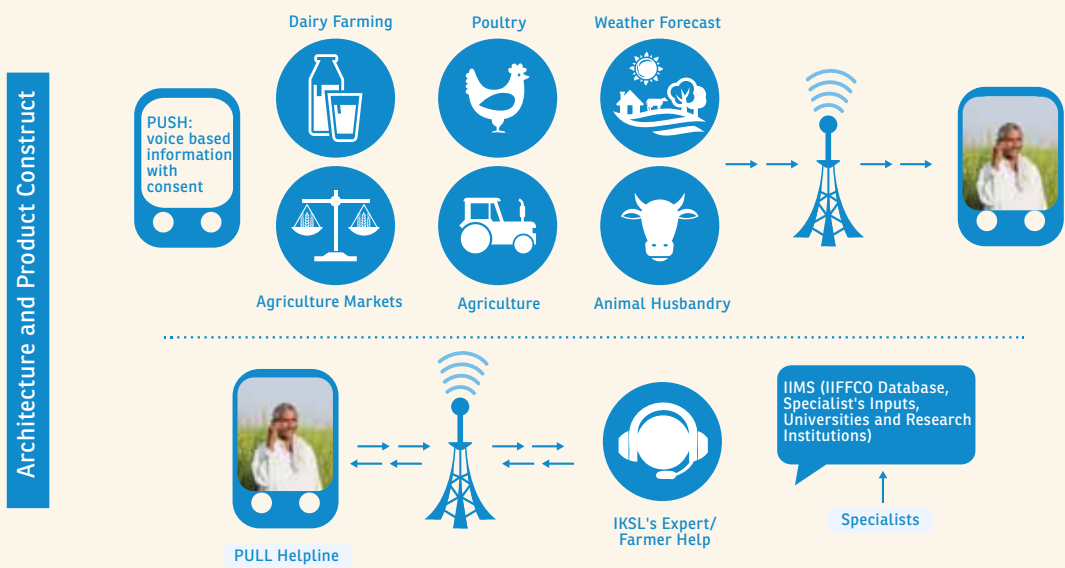 Architecture and Product Construct
Dairy Farming
Poultry
Weather Forecast
PUSH:
voice based
information
with
consent
Agriculture Markets
Agriculture
Animal Husbandry
PULL Helpline
IKSL's Expert/
Farmer Help
IIMS (IIFFCO Database,
Specialist's Inputs,
Universities and Research
Institutions)
Specialists